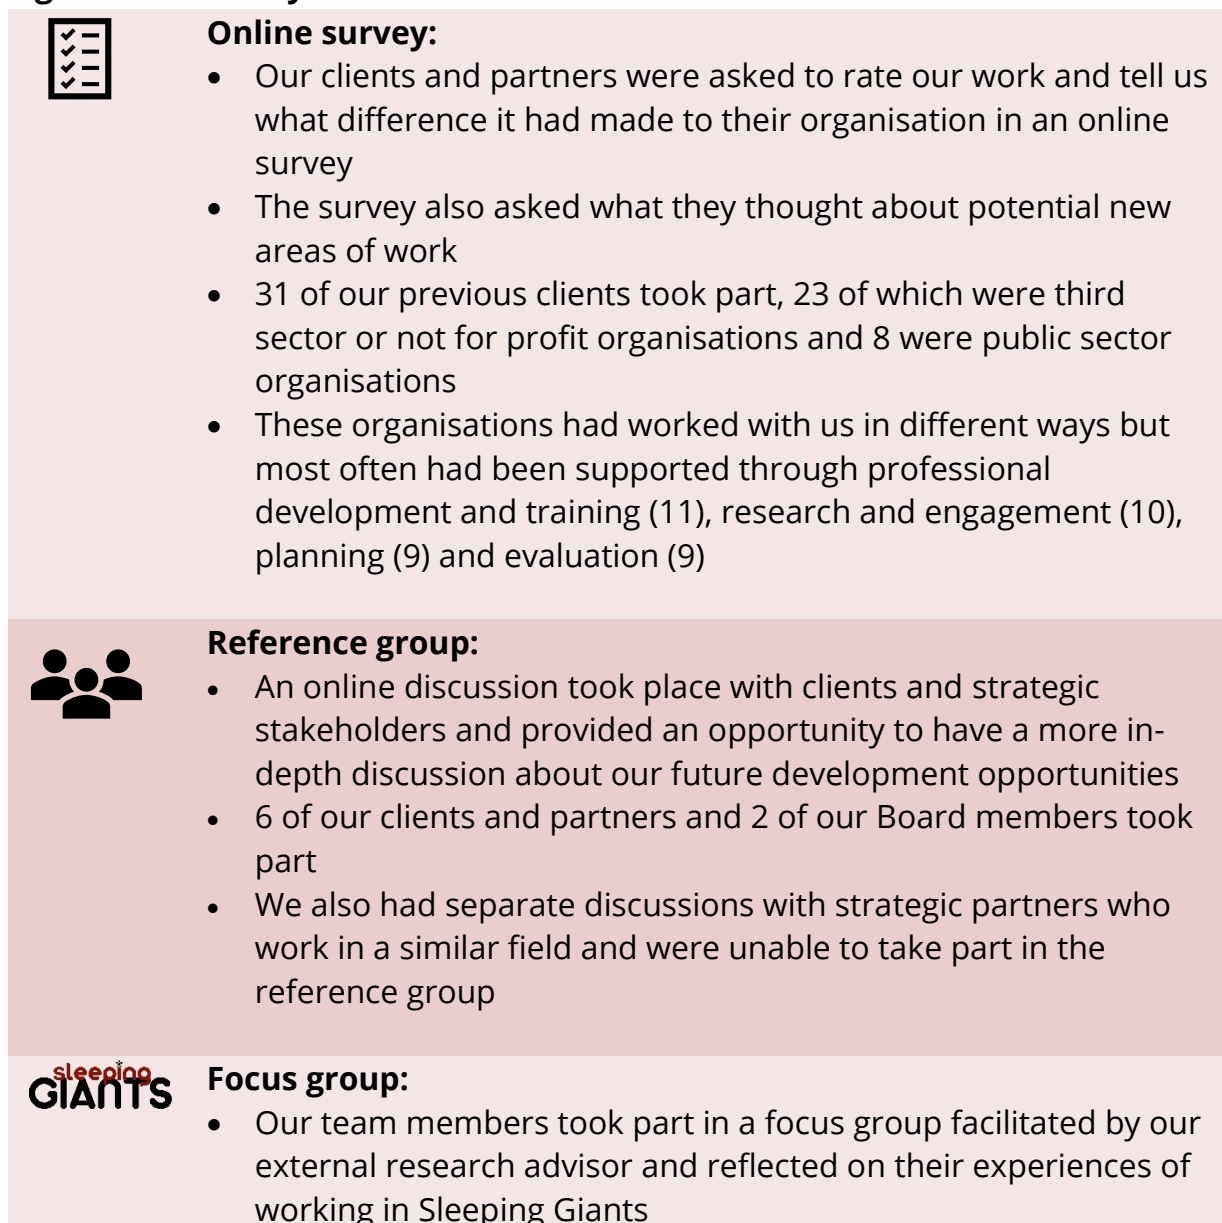 Online survey:
• Our clients and partners were asked to rate our work and tell us
what difference it had made to their organisation in an online
survey
• The survey also asked what they thought about potential new
areas of work
• 31 of our previous clients took part, 23 of which were third
sector or not for profit organisations and 8 were public sector
organisations
• These organisations had worked with us in different ways but
most often had been supported through professional
development and training (11), research and engagement (10),
planning (9) and evaluation (9)
Reference group:
• An online discussion took place with clients and strategic
stakeholders and provided an opportunity to have a more in-
depth discussion about our future development opportunities
• 6 of our clients and partners and 2 of our Board members took
part
• We also had separate discussions with strategic partners who
work in a similar field and were unable to take part in the
reference group
sleeping
GIANTS
Focus group:
• Our team members took part in a focus group facilitated by our
external research advisor and reflected on their experiences of
working in Sleeping Giants